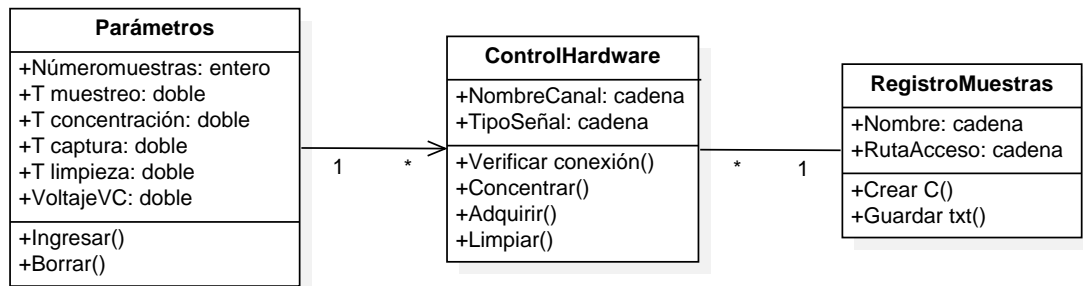 Parámetros
+Númeromuestras: entero
+T muestreo: doble
+T concentración: doble
+T captura: doble
+T limpieza: doble
+VoltajeVC: doble
+Ingresar()
+Borrar()
1
*
ControlHardware
+NombreCanal: cadena
+TipoSeñal: cadena
+Verificar conexión()
+Concentrar()
+Adquirir()
+Limpiar()
*
1
RegistroMuestras
+Nombre: cadena
+RutaAcceso: cadena
+Crear C()
+Guardar txt()